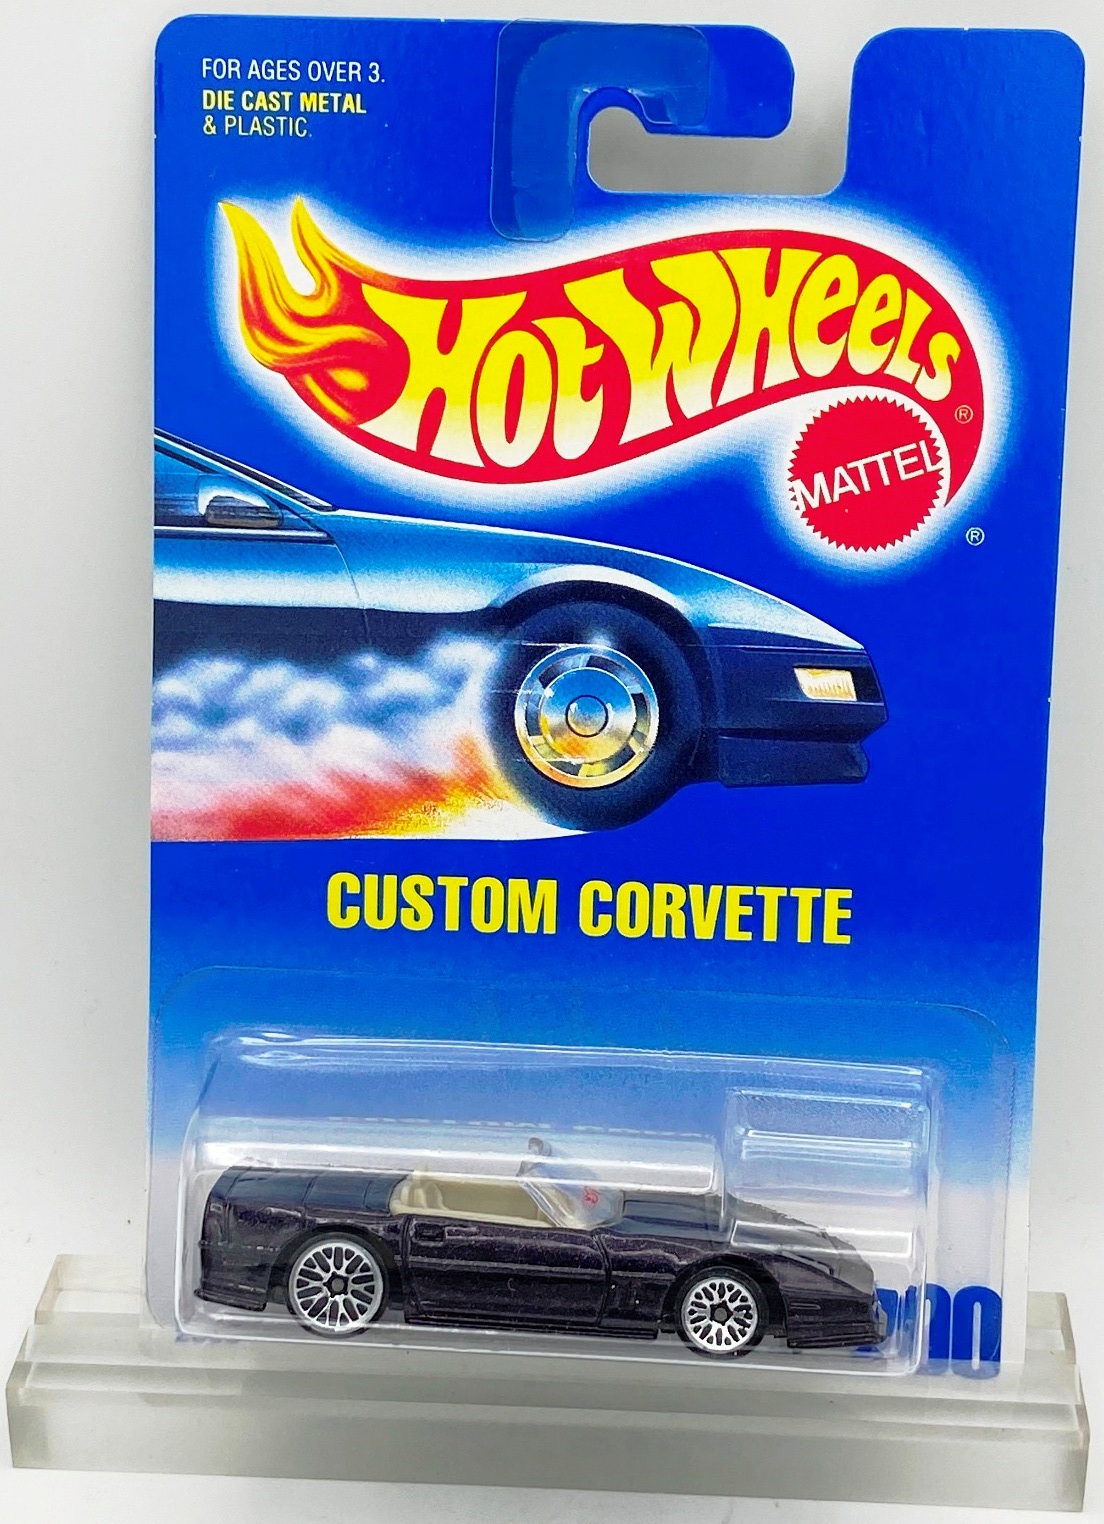 FOR AGES OVER 3.
DIE CAST METAL
& PLASTIC.
HOT WHEELS ®
MATTEL
®
CUSTOM CORVETTE